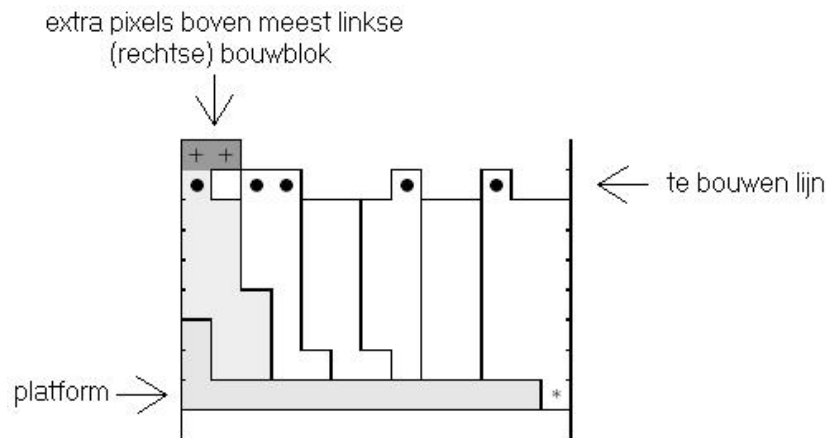 extra pixels boven meest linkse
(rechtse) bouwblok
+ +
te bouwen lijn
platform
*